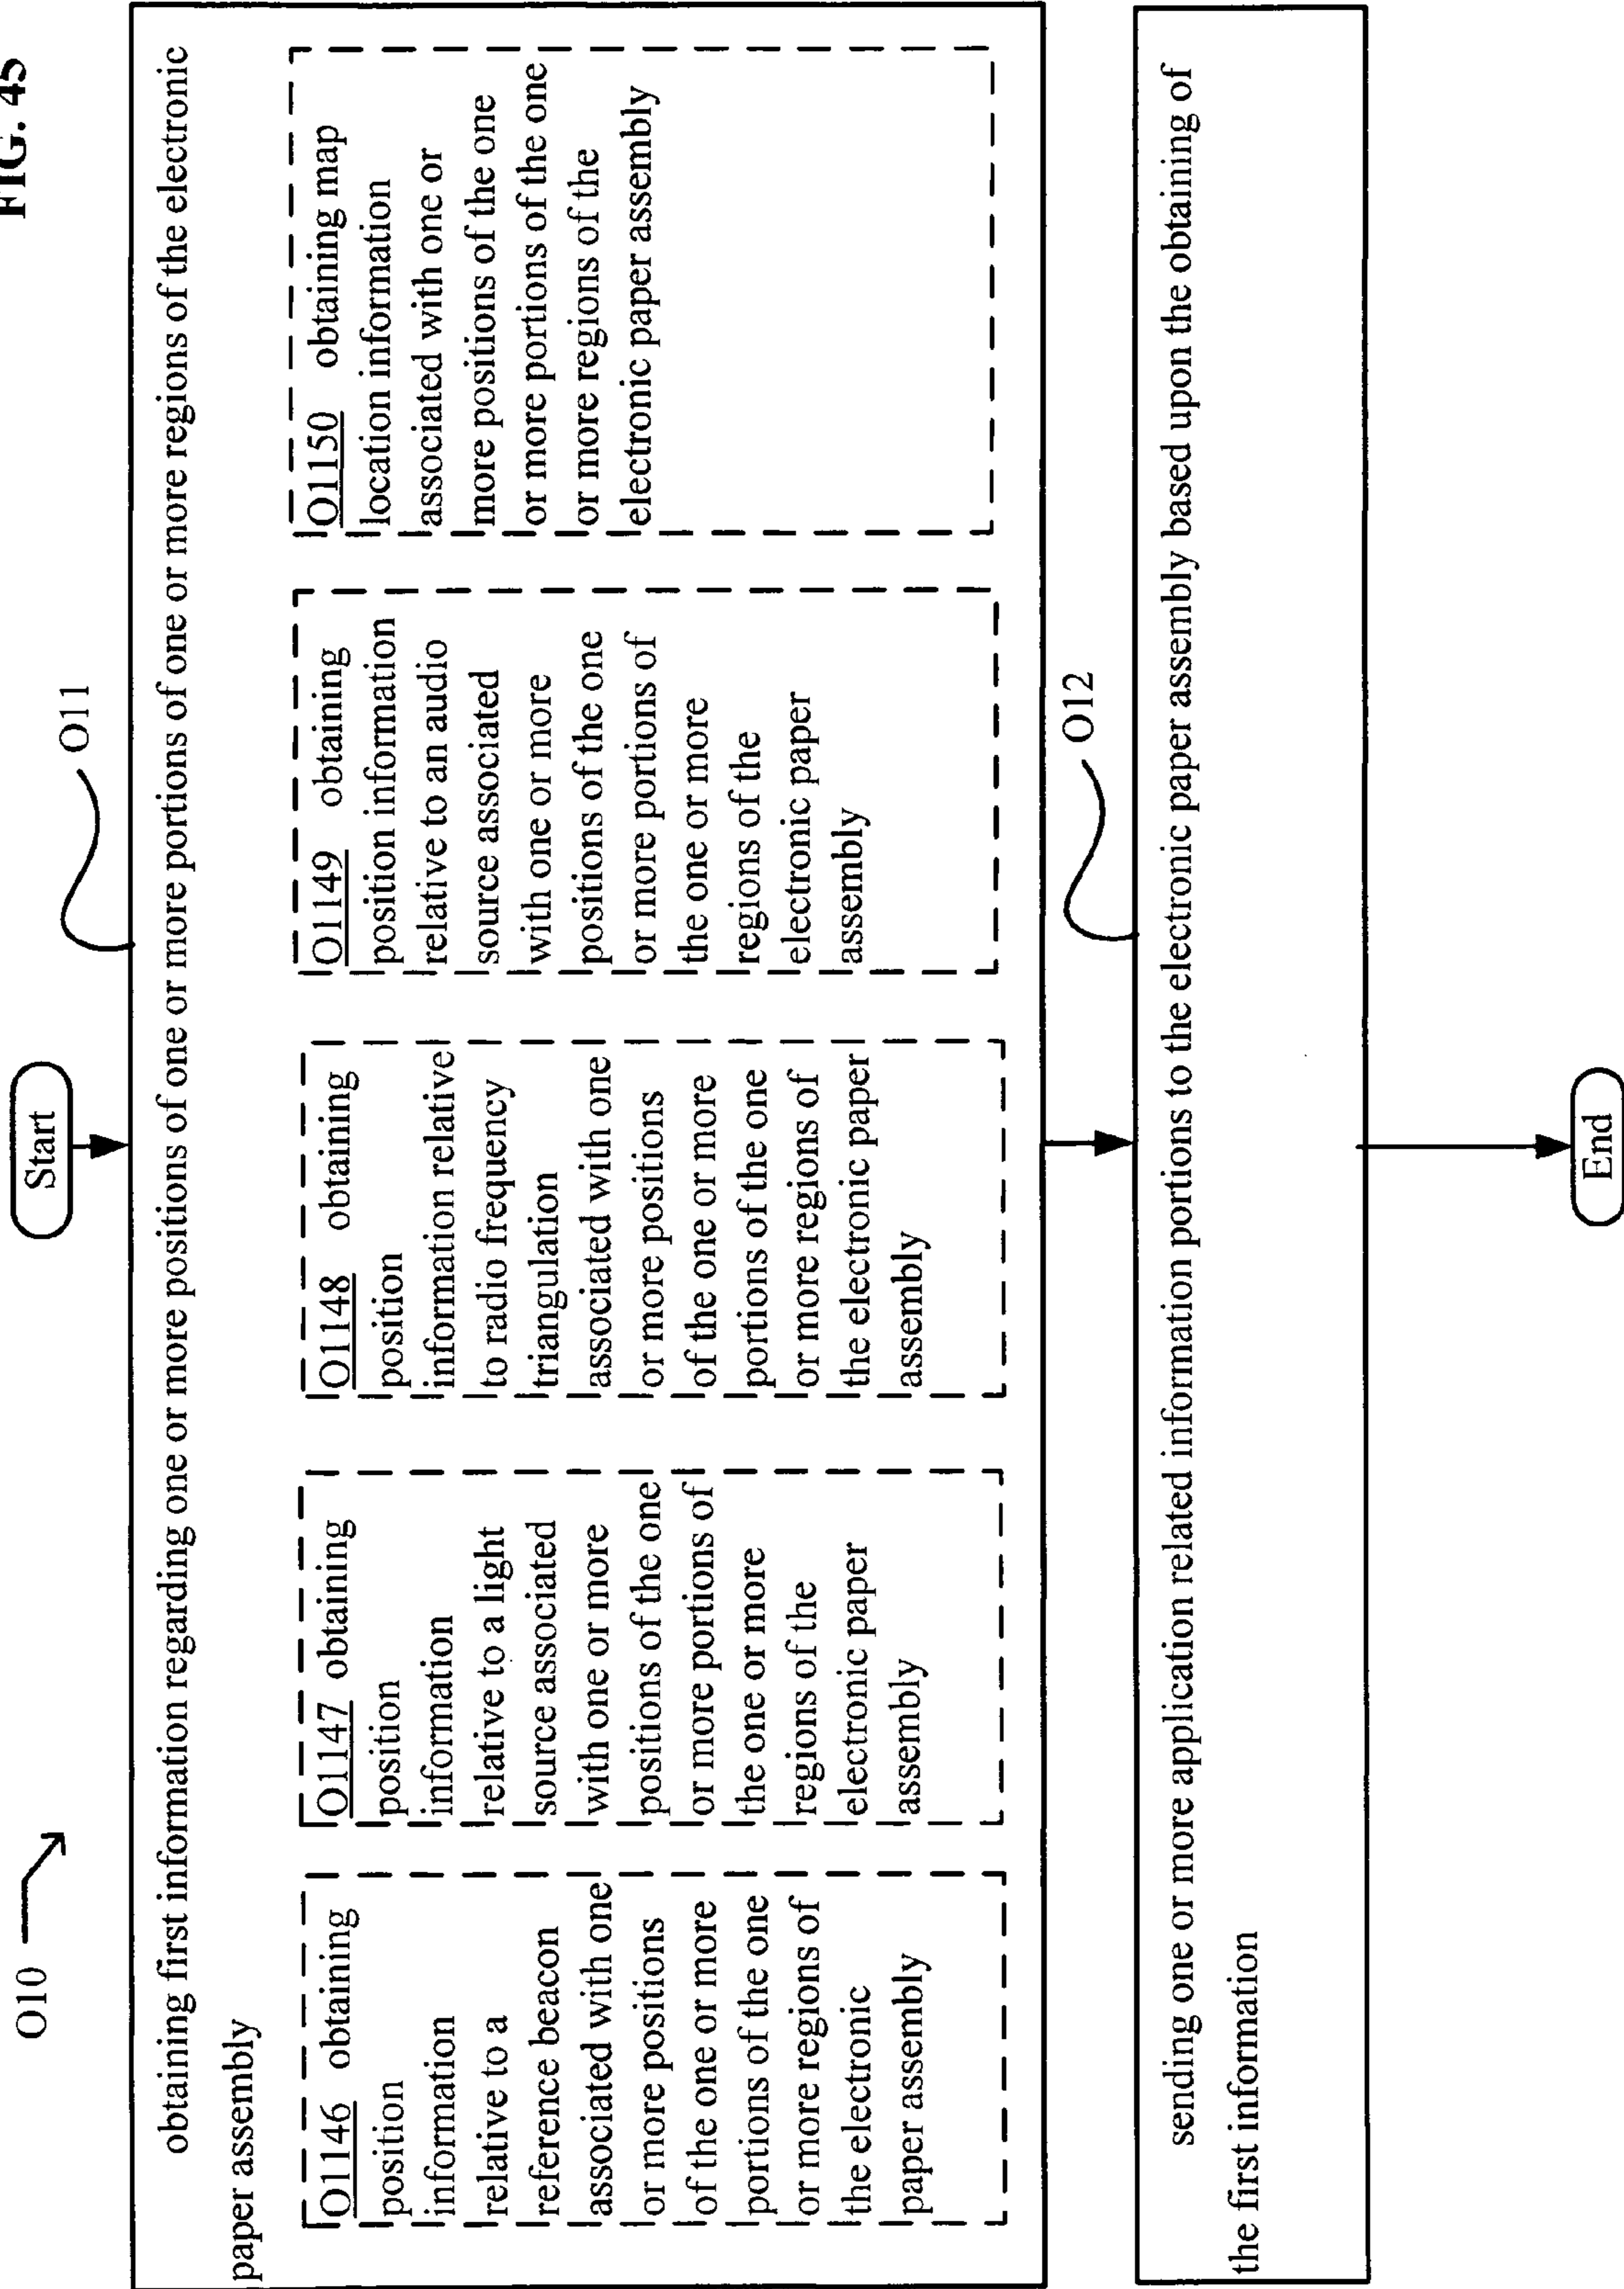 FIG. 45
O10
Start
O11
obtaining first information regarding one or more positions of one or more portions of one or more regions of the electronic
paper assembly
O1146 obtaining
position
information
relative to a
reference beacon
associated with one
or more positions
of the one or more
portions of the one
or more regions of
the electronic
paper assembly
O1147 obtaining
position
information
relative to a light
source associated
with one or more
positions of the one
or more portions of
the one or more
regions of the
electronic paper
assembly
O1148 obtaining
position
information relative
to radio frequency
triangulation
associated with one
or more positions
of the one or more
portions of the one
or more regions of
the electronic paper
assembly
O1149 obtaining
position information
relative to an audio
source associated
with one or more
positions of the one
or more portions of
the one or more
regions of the
electronic paper
assembly
O1150 obtaining map
location information
associated with one or
more positions of the one
or more portions of the one
or more regions of the
electronic paper assembly
O12
sending one or more application related information portions to the electronic paper assembly based upon the obtaining of
the first information
End